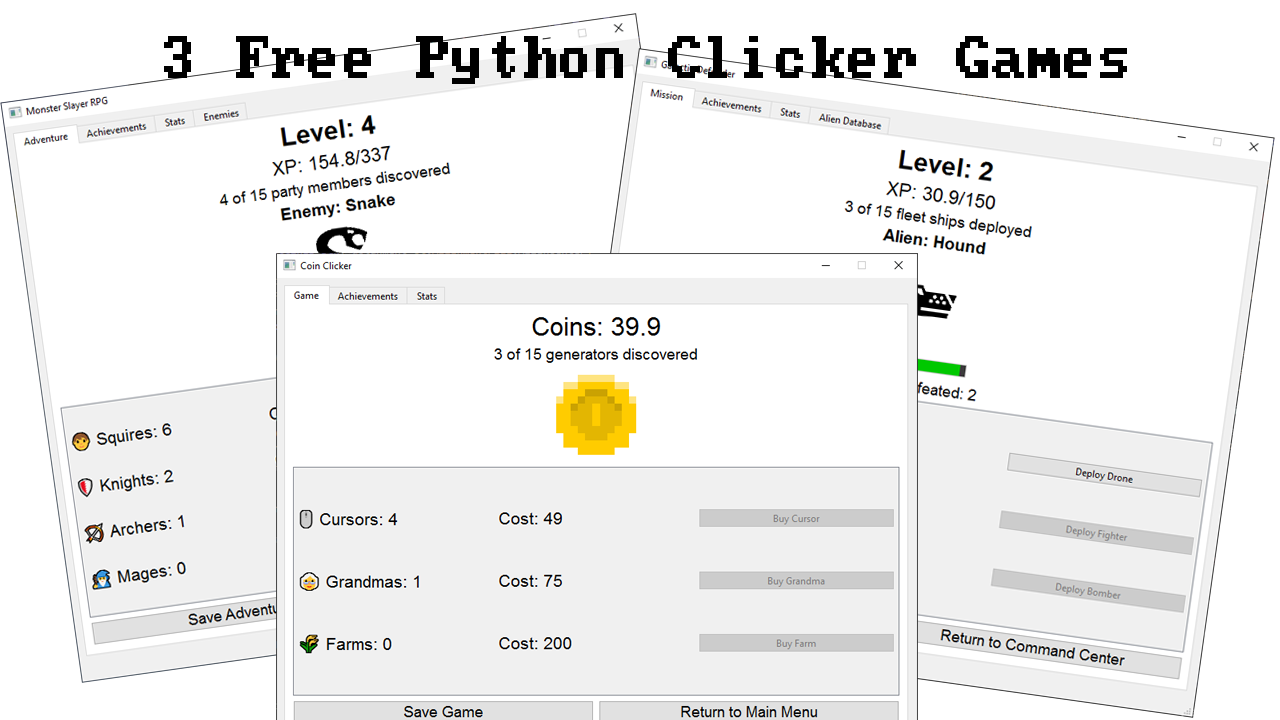 3 Free Python Clicker Games
Monster Slayer RPG
Adventure Achievements Stats Enemies
Level: 4
XP: 154.8/337
4 of 15 party members discovered
Enemy: Snake
Squires: 6
Knights: 2
Archers: 1
Mages: 0
Save Adventu
Mission Achievements Stats Alien Database
Level: 2
XP: 30.9/150
3 of 15 fleet ships deployed
Alien: Hound
feated: 2
Deploy Drone
Deploy Fighter
Deploy Bomber
Return to Command Center
Coin Clicker
Game Achievements Stats
Coins: 39.9
3 of 15 generators discovered
Cursors: 4 Cost: 49 Buy Cursor
Grandmas: 1 Cost: 75 Buy Grandma
Farms: 0 Cost: 200 Buy Farm
Save Game Return to Main Menu